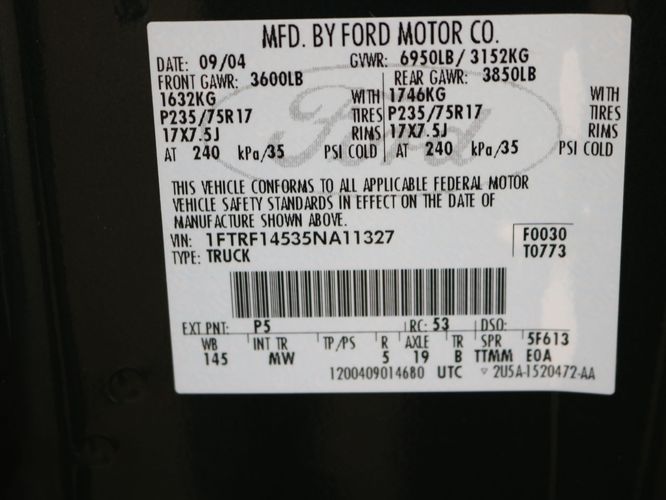 MFD. BY FORD MOTOR CO.
DATE: 09/04 GVWR: 6950LB/ 3152KG
FRONT GAWR: 3600LB REAR GAWR: 3850LB
1632KG WITH 1746KG WITH
P235/75R17 TIRES P235/75R17 TIRES
17X7.5J RIMS 17X7.5J RIMS
AT 240 kPa/35 PSI COLD AT 240 kPa/35 PSI COLD
Ford
THIS VEHICLE CONFORMS TO ALL APPLICABLE FEDERAL MOTOR
VEHICLE SAFETY STANDARDS IN EFFECT ON THE DATE OF
MANUFACTURE SHOWN ABOVE.
VIN: 1FTRF14535NA11327 F0030
TYPE: TRUCK T0773
EXT PNT: P5 RC: 53 DSO:
WB INT TR TP/PS R AXLE TR SPR 5F613
145 MW 5 19 B TTMM E0A
1200409014680 UTC ▽ 2U5A-1520472-AA